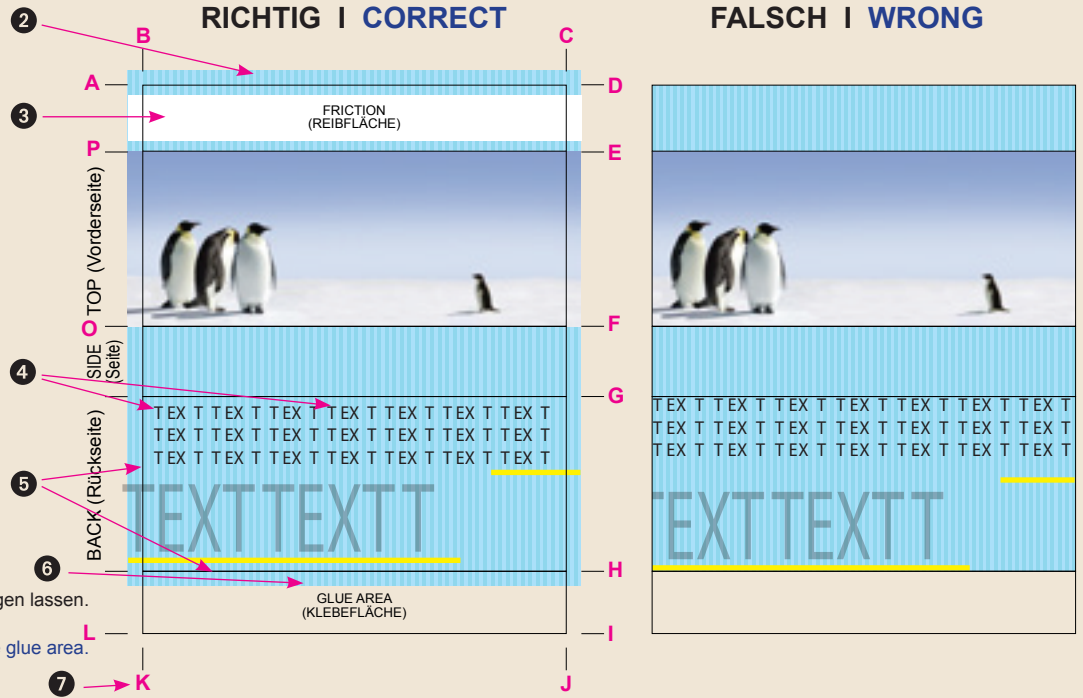 RICHTIG I CORRECT
FALSCH I WRONG
2
B
C
A
D
3
FRICTION
(REIBFLÄCHE)
P
E
TOP (Vorderseite)
O
F
SIDE
(Seite)
4
G
TEX T TEX T TEX T TEX T TEX T TEX T TEX T
TEX T TEX T TEX T TEX T TEX T TEX T TEX T
TEX T TEX T TEX T TEX T TEX T TEX T TEX T
TEX T TEX T TEX T TEX T TEX T TEX T TEX T
TEX T TEX T TEX T TEX T TEX T TEX T TEX T
TEX T TEX T TEX T TEX T TEX T TEX T TEX T
5
BACK (Rückseite)
TEXTTEXTT
EXT TEXTT
6
H
gen lassen.
GLUE AREA
(KLEBEFLÄCHE)
L
I
glue area.
7
K
J